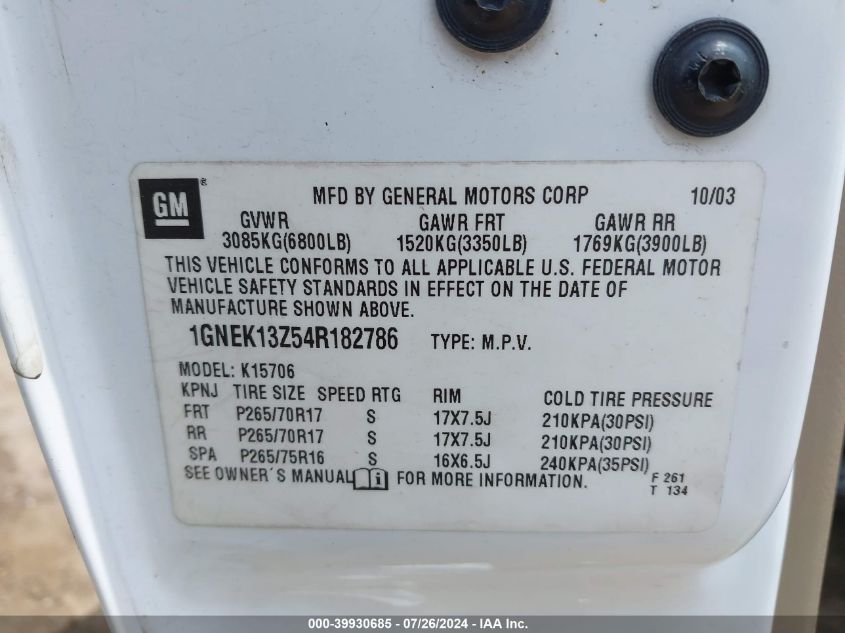 GM® MFD BY GENERAL MOTORS CORP 10/03
GVWR GAWR FRT GAWR RR
3085KG(6800LB) 1520KG(3350LB) 1769KG(3900LB)
THIS VEHICLE CONFORMS TO ALL APPLICABLE U.S. FEDERAL MOTOR
VEHICLE SAFETY STANDARDS IN EFFECT ON THE DATE OF
MANUFACTURE SHOWN ABOVE.
1GNEK13Z54R182786 TYPE: M.P.V.
MODEL: K15706
KPNJ TIRE SIZE SPEED RTG RIM COLD TIRE PRESSURE
FRT P265/70R17 S 17X7.5J 210KPA(30PSI)
RR P265/70R17 S 17X7.5J 210KPA(30PSI)
SPA P265/75R16 S 16X6.5J 240KPA(35PSI)
SEE OWNER´S MANUAL i FOR MORE INFORMATION. F 261
T 134
000-39930685 - 07/26/2024 - IAA Inc.